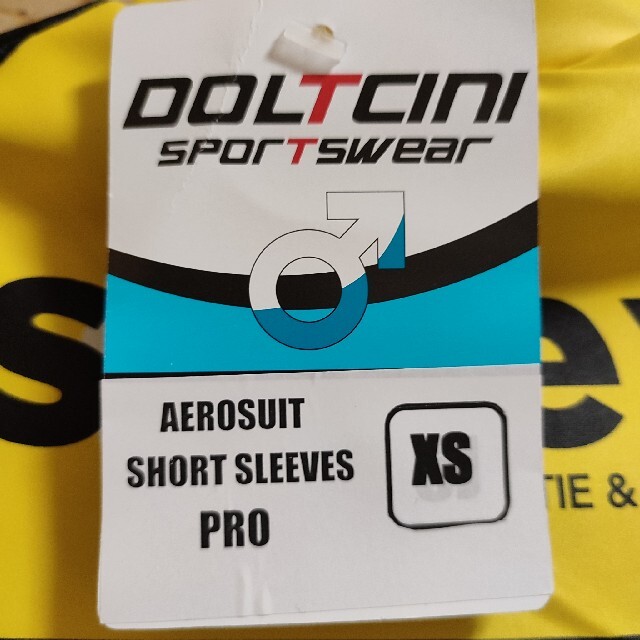 DOLTCINI
SPORTSWEAR
AEROSUIT
SHORT SLEEVES
PRO
XS
TIE &